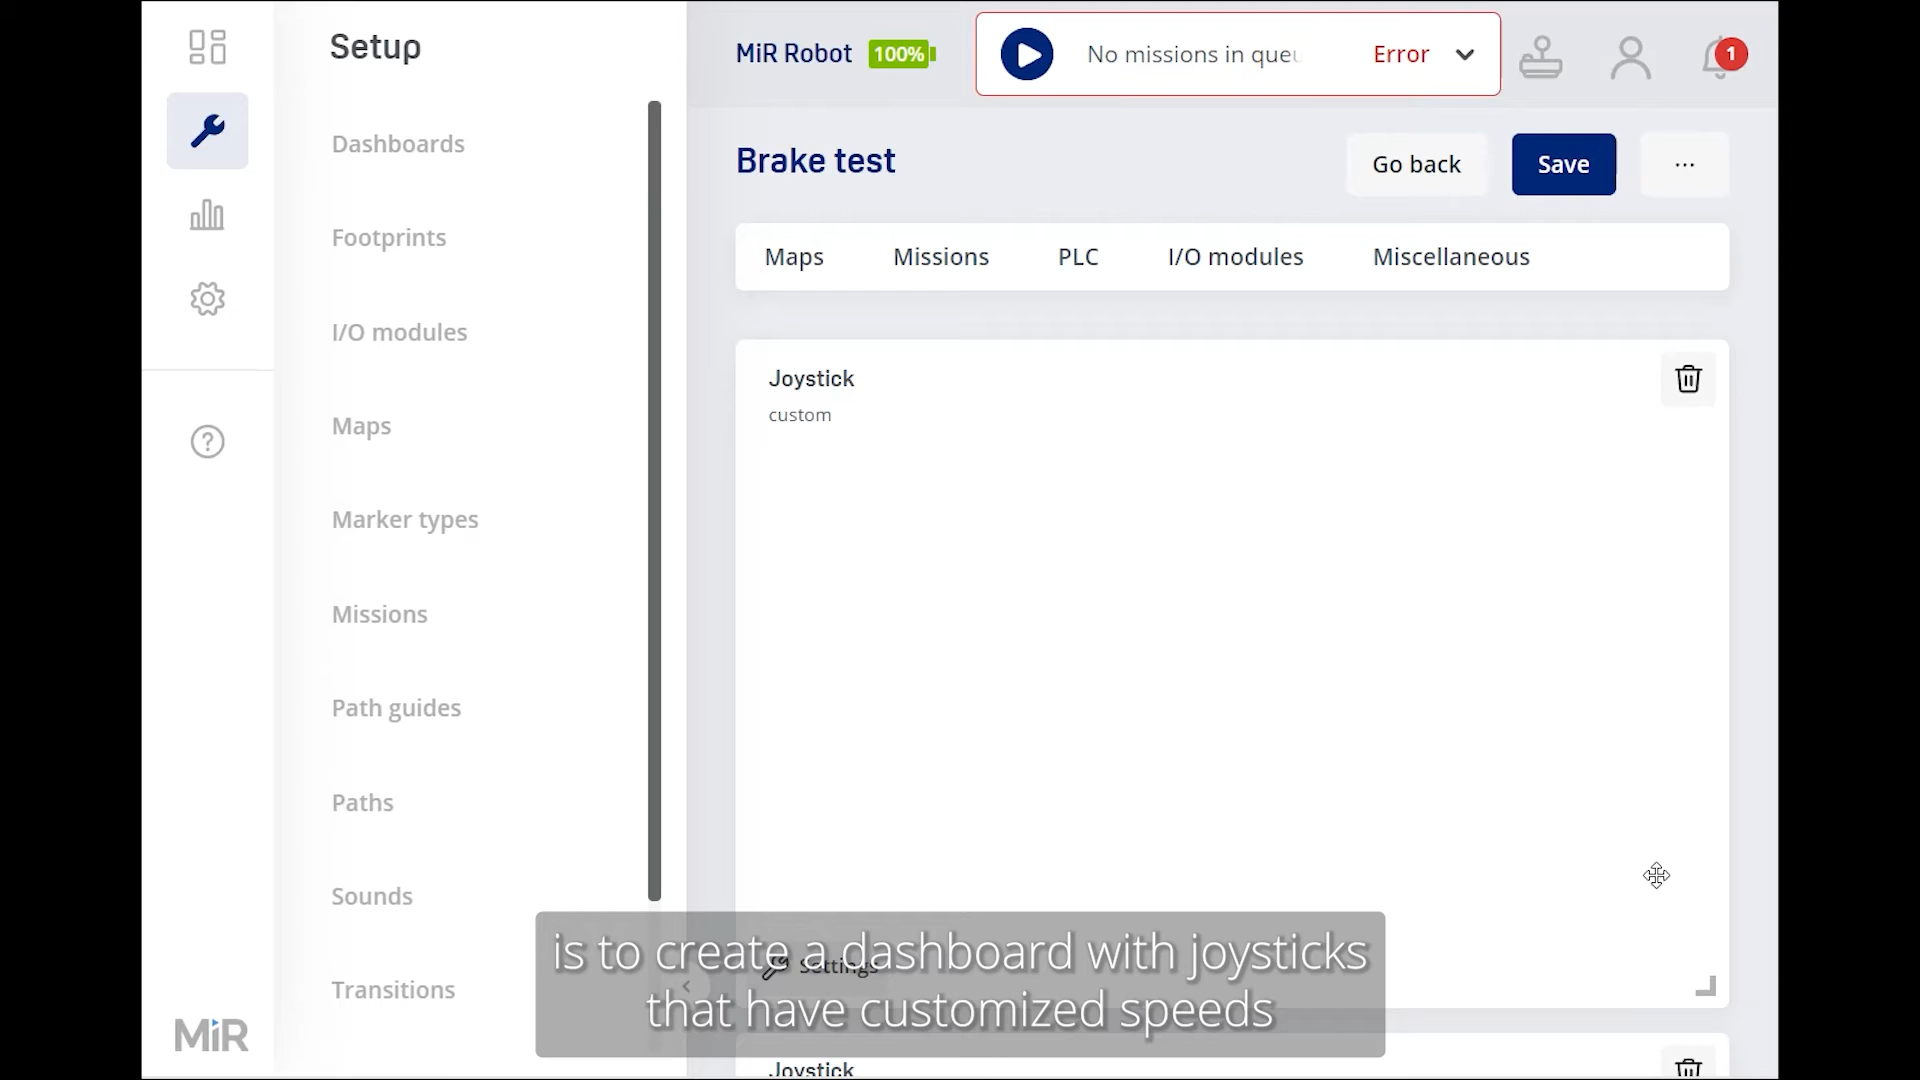 Setup
Dashboards
Footprints
I/O modules
Maps
Marker types
Missions
Path guides
Paths
Sounds
Transitions
MiR
MiR Robot 100%
No missions in queu Error
1
Brake test
Go back
Save
...
Maps Missions PLC I/O modules Miscellaneous
Joystick
custom
Settings
is to create a dashboard with joysticks
that have customized speeds
Joystick